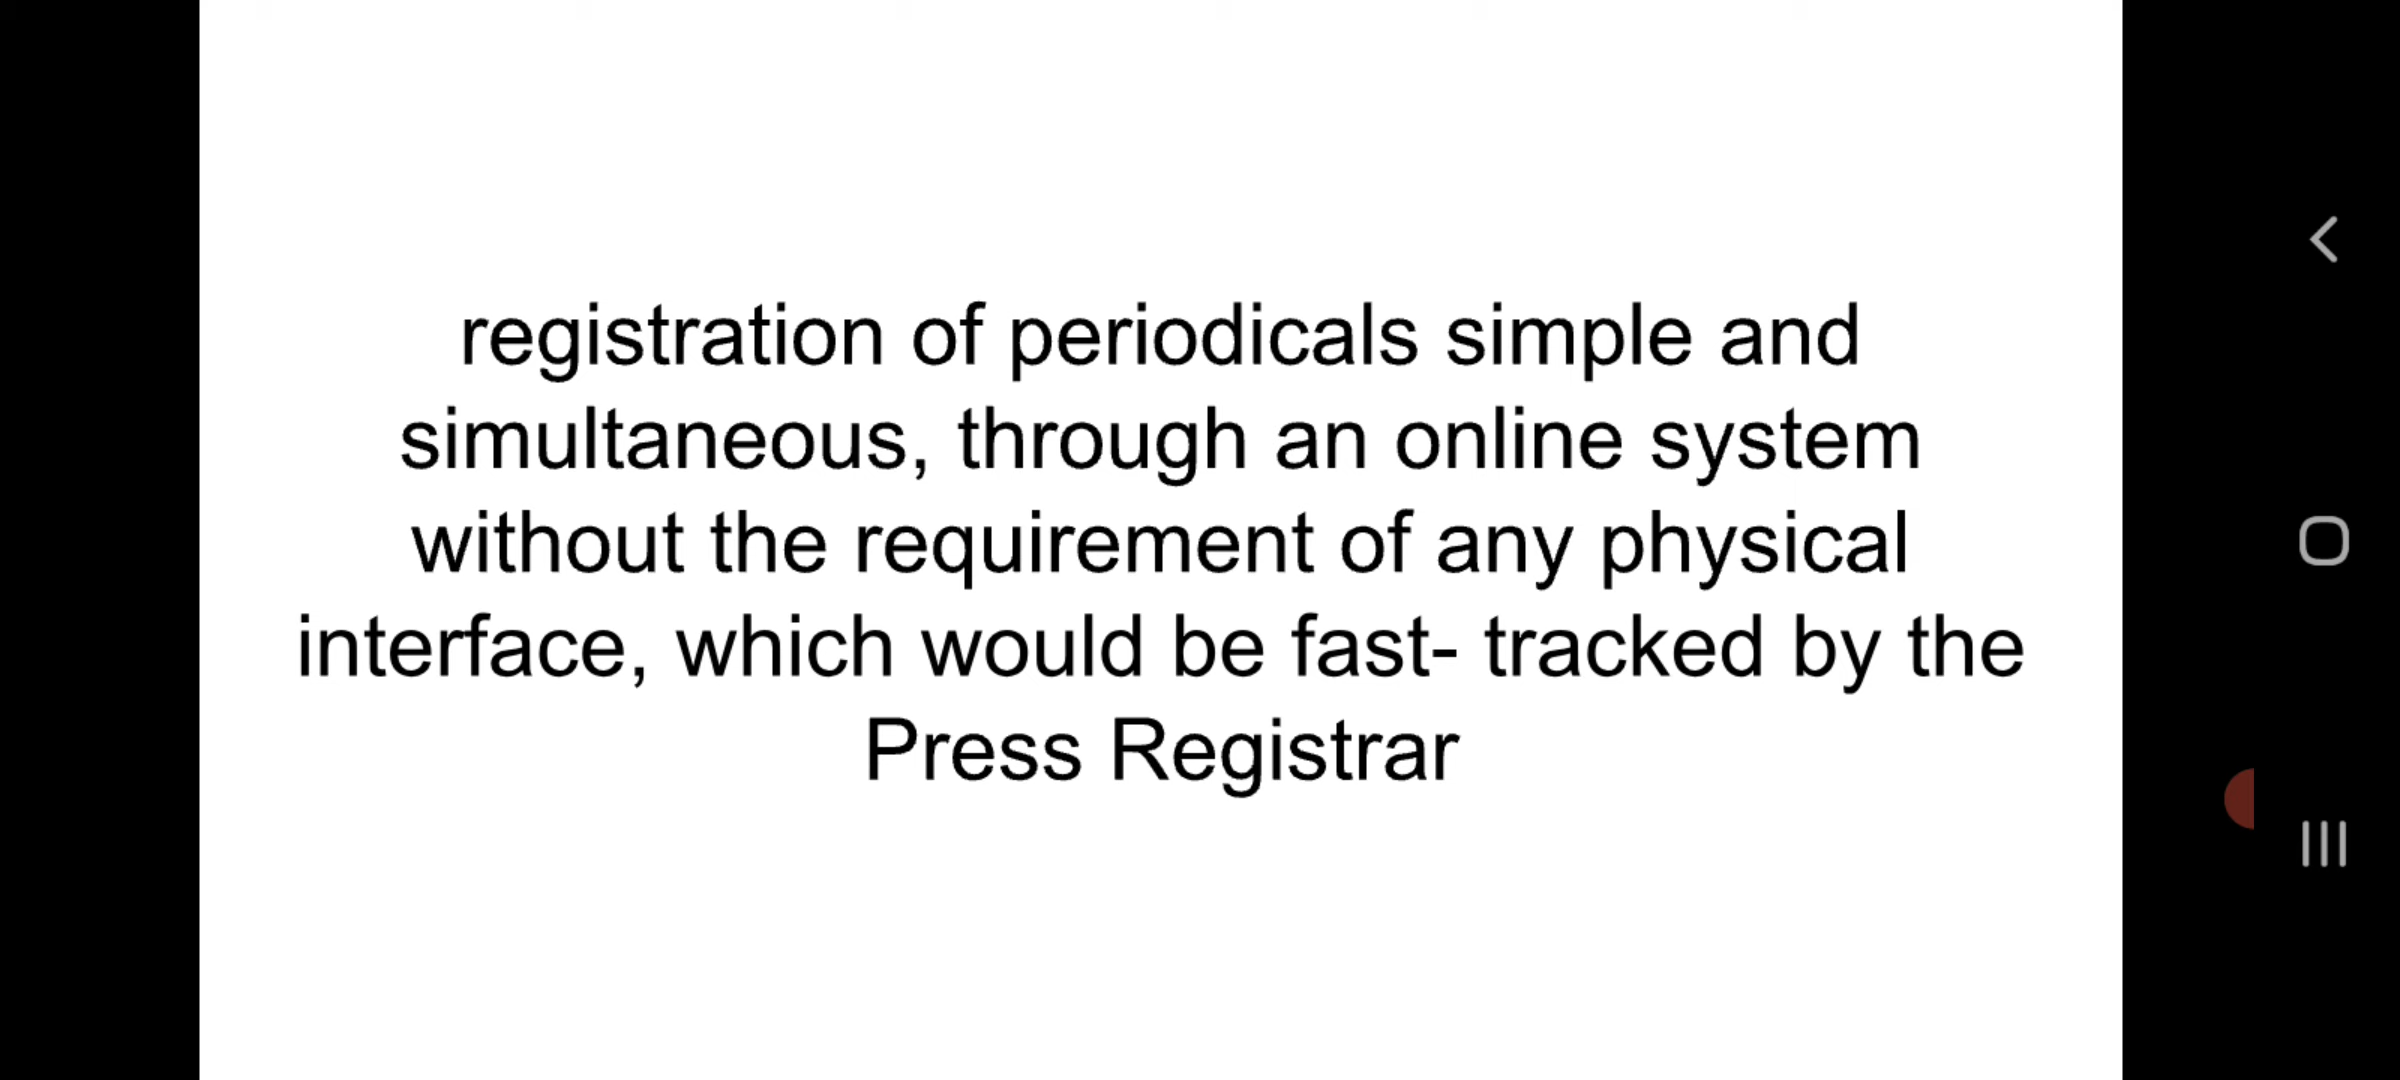 registration of periodicals simple and
simultaneous, through an online system
without the requirement of any physical
interface, which would be fast- tracked by the
Press Registrar